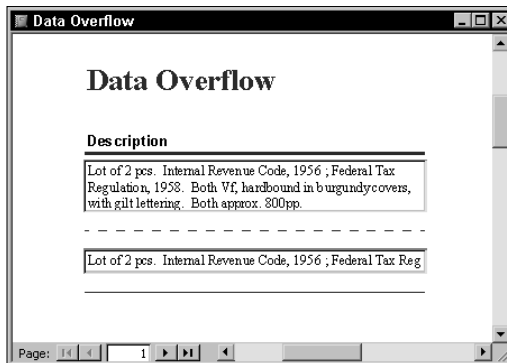 Data Overflow
Data Overflow
Description
Lot of 2 pcs. Internal Revenue Code, 1956 ; Federal Tax
Regulation, 1958. Both Vf, hardbound in burgundycovers,
with gilt lettering. Both approx. 800pp.
Lot of 2 pcs. Internal Revenue Code, 1956 ; Federal Tax Reg
Page: 1